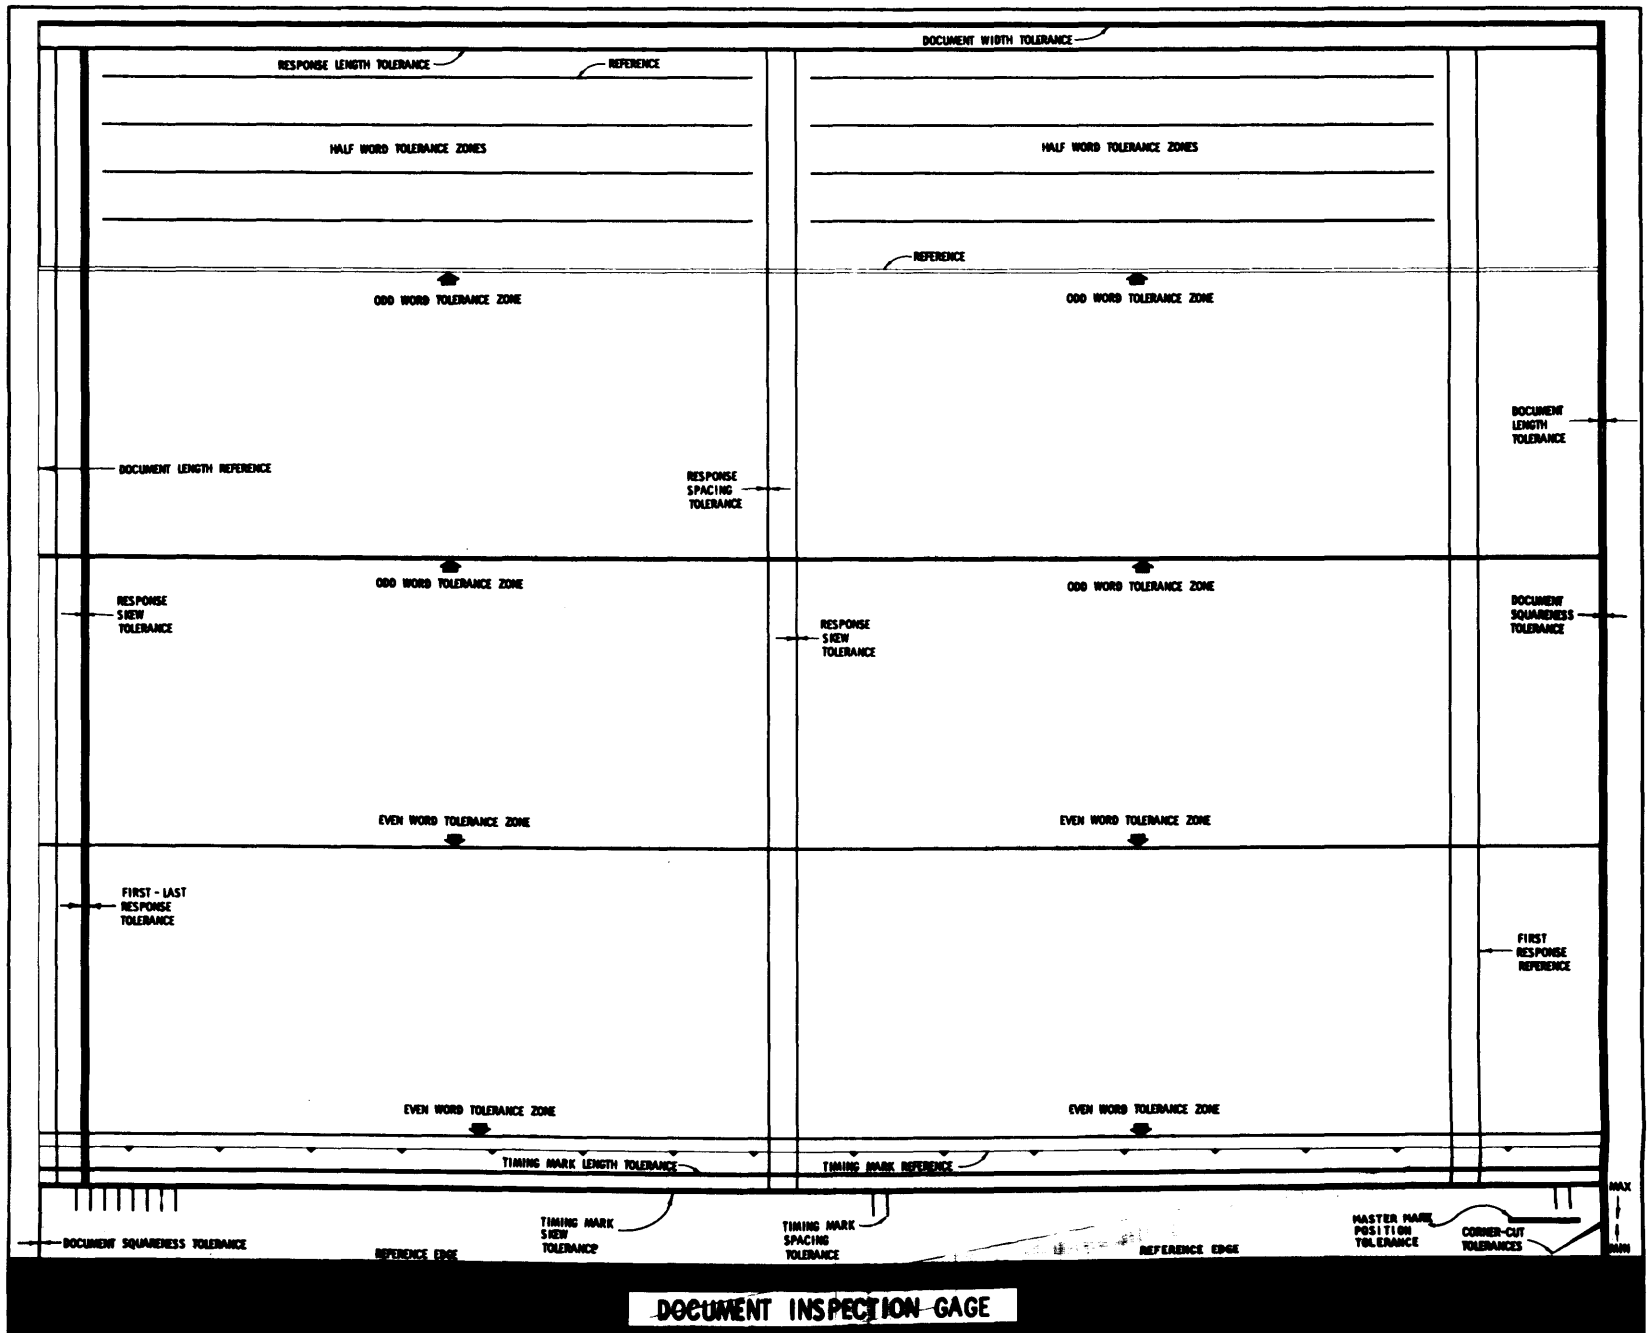 DOCUMENT WIDTH TOLERANCE
RESPONSE LENGTH TOLERANCE
REFERENCE
HALF WORD TOLERANCE ZONES
HALF WORD TOLERANCE ZONES
REFERENCE
ODD WORD TOLERANCE ZONE
ODD WORD TOLERANCE ZONE
DOCUMENT
LENGTH
TOLERANCE
DOCUMENT LENGTH REFERENCE
RESPONSE
SPACING
TOLERANCE
ODD WORD TOLERANCE ZONE
ODD WORD TOLERANCE ZONE
RESPONSE
SKEW
TOLERANCE
RESPONSE
SKEW
TOLERANCE
DOCUMENT
SQUARENESS
TOLERANCE
EVEN WORD TOLERANCE ZONE
EVEN WORD TOLERANCE ZONE
FIRST - LAST
RESPONSE
TOLERANCE
FIRST
RESPONSE
REFERENCE
EVEN WORD TOLERANCE ZONE
EVEN WORD TOLERANCE ZONE
TIMING MARK LENGTH TOLERANCE
TIMING MARK REFERENCE
MAX
MIN
TIMING MARK
SKEW
TOLERANCE
TIMING MARK
SPACING
TOLERANCE
MASTER MARK
POSITION
TOLERANCE
CORNER-CUT
TOLERANCES
DOCUMENT SQUARENESS TOLERANCE
REFERENCE EDGE
REFERENCE EDGE
DOCUMENT INSPECTION GAGE